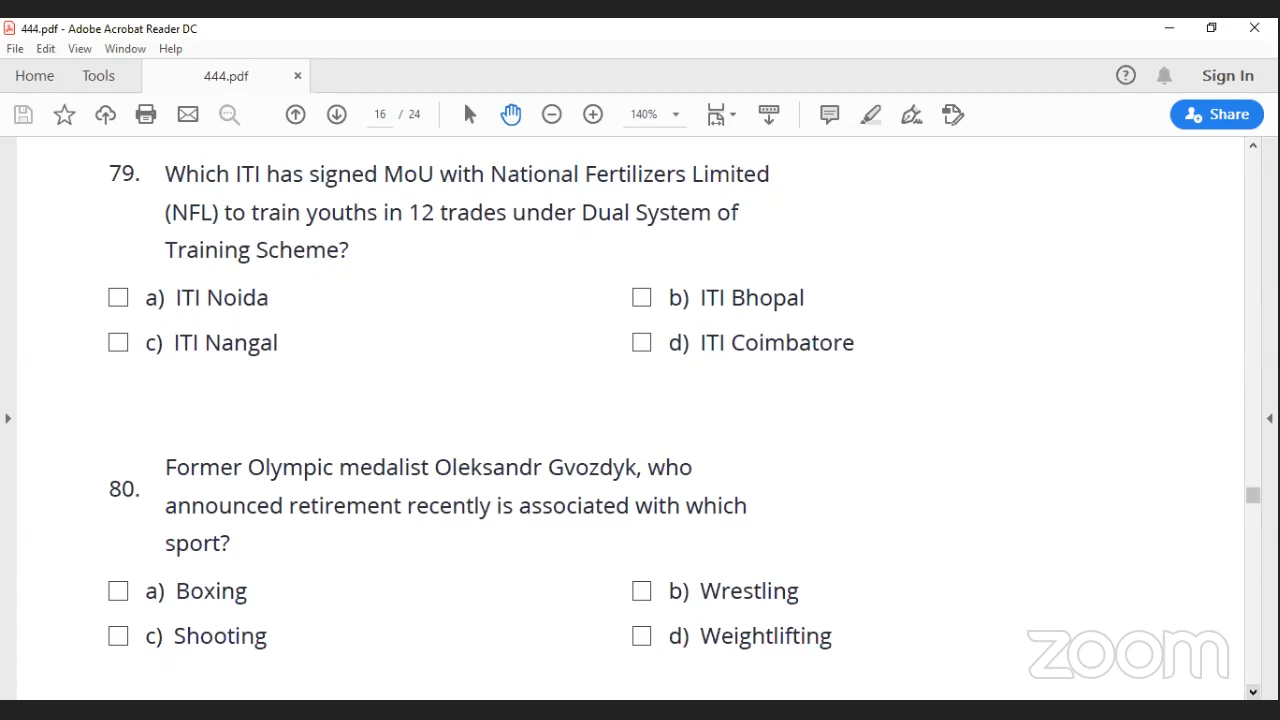 444.pdf - Adobe Acrobat Reader DC
File Edit View Window Help
Home Tools 444.pdf × Sign In
16 / 24 140% Share
79. Which ITI has signed MoU with National Fertilizers Limited
(NFL) to train youths in 12 trades under Dual System of
Training Scheme?
a) ITI Noida b) ITI Bhopal
c) ITI Nangal d) ITI Coimbatore
Former Olympic medalist Oleksandr Gvozdyk, who
80. announced retirement recently is associated with which
sport?
a) Boxing b) Wrestling
c) Shooting d) Weightlifting
zoom